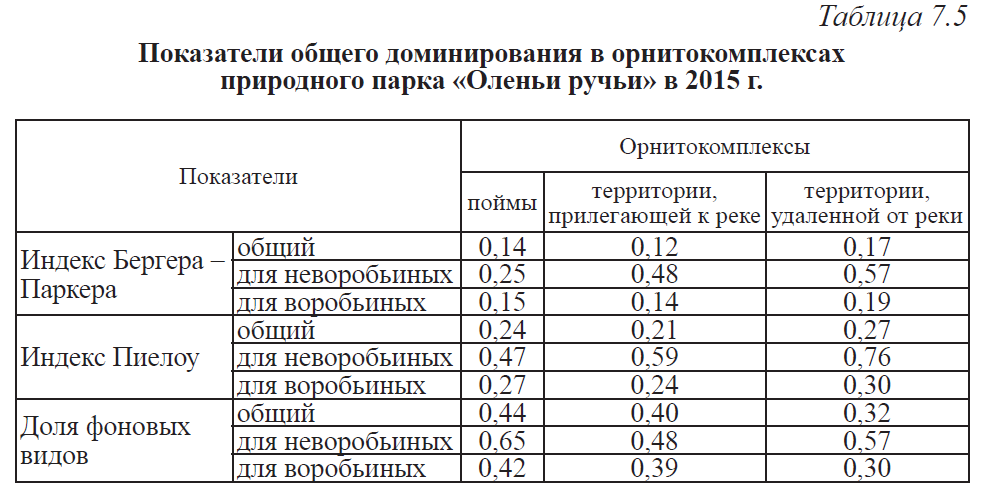 Таблица 7.5
Показатели общего доминирования в орнитокомплексах
природного парка «Оленьи ручьи» в 2015 г.
Показатели
Орнитокомплексы
поймы
территории,
прилегающей к реке
территории,
удаленной от реки
Индекс Бергера –
Паркера
общий 0,14 0,12 0,17
для неворобьиных 0,25 0,48 0,57
для воробьиных 0,15 0,14 0,19
Индекс Пиелоу
общий 0,24 0,21 0,27
для неворобьиных 0,47 0,59 0,76
для воробьиных 0,27 0,24 0,30
Доля фоновых
видов
общий 0,44 0,40 0,32
для неворобьиных 0,65 0,48 0,57
для воробьиных 0,42 0,39 0,30